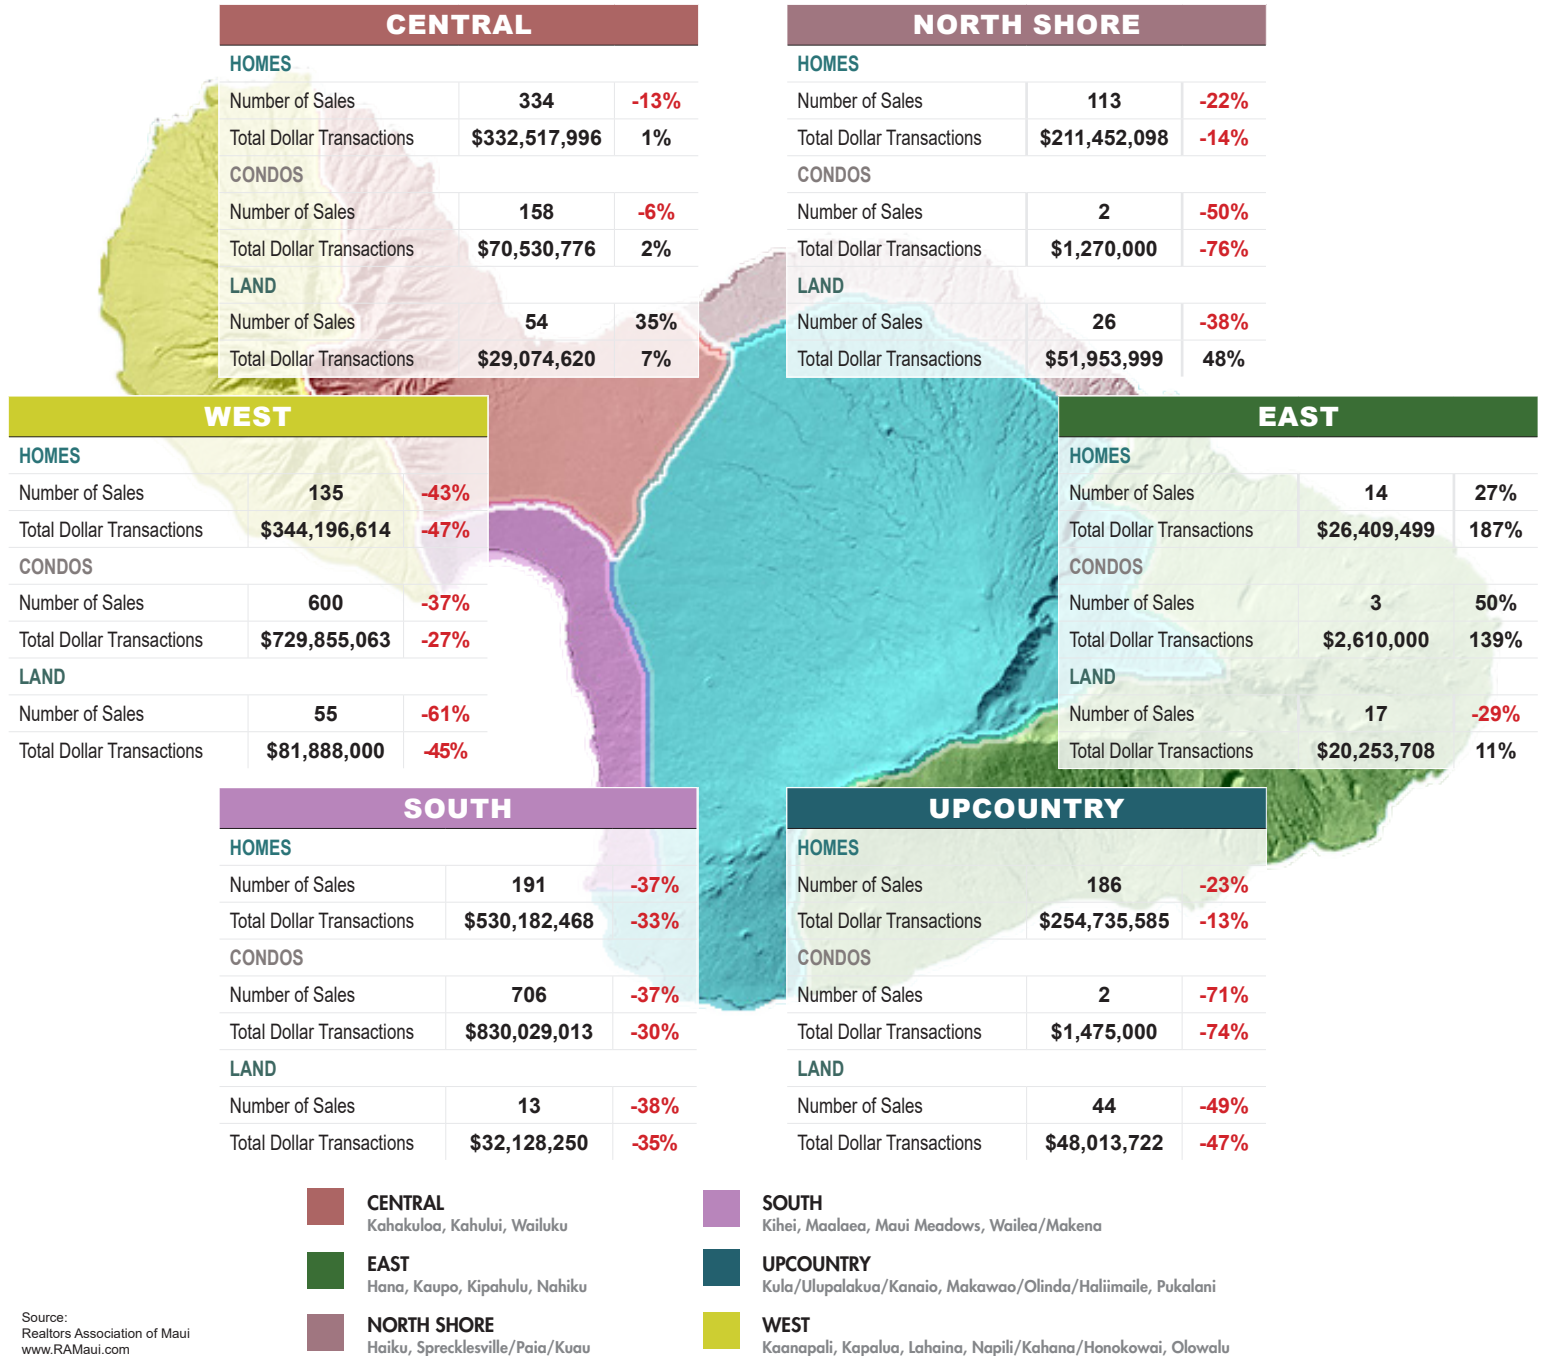 CENTRAL
HOMES
Number of Sales 334 -13%
Total Dollar Transactions $332,517,996 1%
CONDOS
Number of Sales 158 -6%
Total Dollar Transactions $70,530,776 2%
LAND
Number of Sales 54 35%
Total Dollar Transactions $29,074,620 7%
NORTH SHORE
HOMES
Number of Sales 113 -22%
Total Dollar Transactions $211,452,098 -14%
CONDOS
Number of Sales 2 -50%
Total Dollar Transactions $1,270,000 -76%
LAND
Number of Sales 26 -38%
Total Dollar Transactions $51,953,999 48%
WEST
HOMES
Number of Sales 135 -43%
Total Dollar Transactions $344,196,614 -47%
CONDOS
Number of Sales 600 -37%
Total Dollar Transactions $729,855,063 -27%
LAND
Number of Sales 55 -61%
Total Dollar Transactions $81,888,000 -45%
EAST
HOMES
Number of Sales 14 27%
Total Dollar Transactions $26,409,499 187%
CONDOS
Number of Sales 3 50%
Total Dollar Transactions $2,610,000 139%
LAND
Number of Sales 17 -29%
Total Dollar Transactions $20,253,708 11%
SOUTH
HOMES
Number of Sales 191 -37%
Total Dollar Transactions $530,182,468 -33%
CONDOS
Number of Sales 706 -37%
Total Dollar Transactions $830,029,013 -30%
LAND
Number of Sales 13 -38%
Total Dollar Transactions $32,128,250 -35%
UPCOUNTRY
HOMES
Number of Sales 186 -23%
Total Dollar Transactions $254,735,585 -13%
CONDOS
Number of Sales 2 -71%
Total Dollar Transactions $1,475,000 -74%
LAND
Number of Sales 44 -49%
Total Dollar Transactions $48,013,722 -47%
CENTRAL
Kahakuloa, Kahului, Wailuku
EAST
Hana, Kaupo, Kipahulu, Nahiku
NORTH SHORE
Haiku, Sprecklesville/Paia/Kuau
SOUTH
Kihei, Maalaea, Maui Meadows, Wailea/Makena
UPCOUNTRY
Kula/Ulupalakua/Kanaio, Makawao/Olinda/Haliimaile, Pukalani
WEST
Kaanapali, Kapalua, Lahaina, Napili/Kahana/Honokowai, Olowalu
Source:
Realtors Association of Maui
www.RAMaui.com